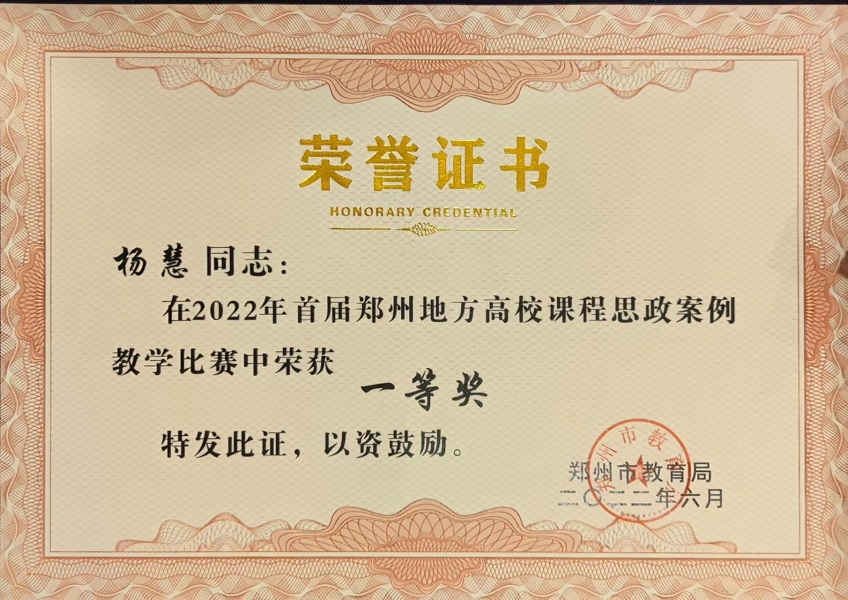 荣誉证书
HONORARY CREDENTIAL
杨慧 同志：
在2022年首届郑州地方高校课程思政案例
教学比赛中荣获
一等奖
特发此证，以资鼓励。
郑州市教育局
二〇二二年六月